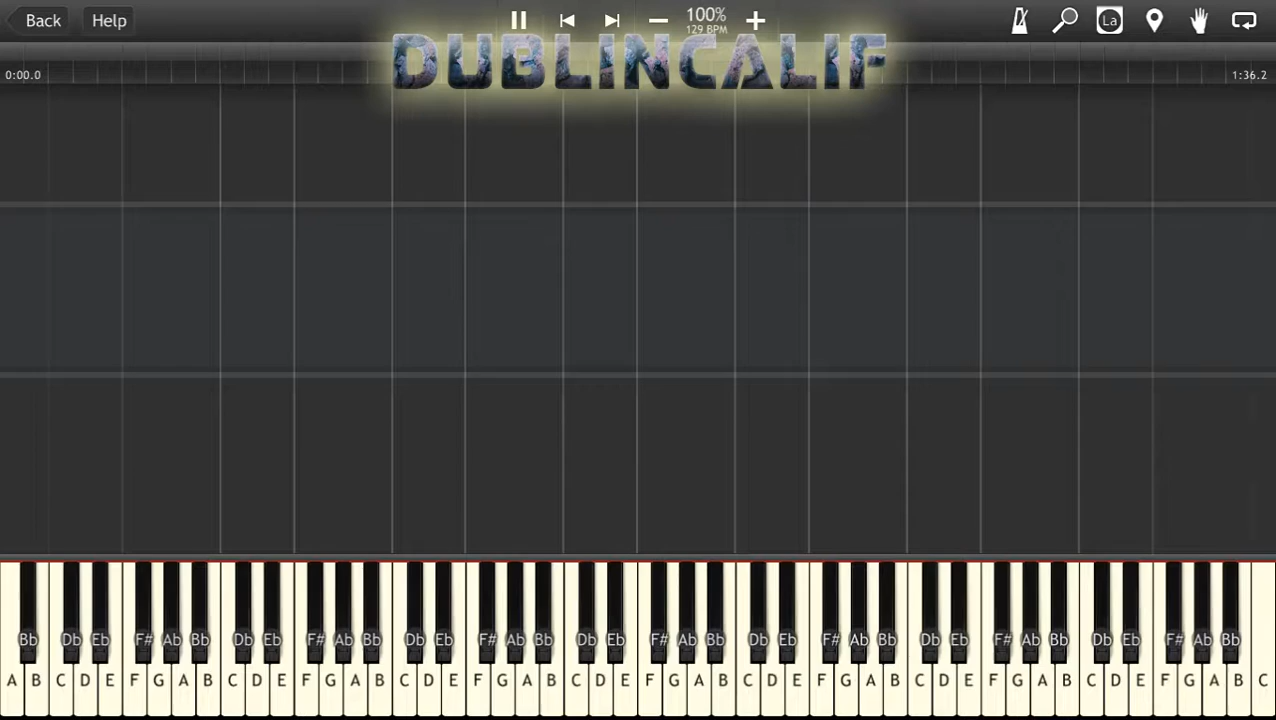 Back Help 100%
129 BPM
La
DUBLINCALIF
0:00.0 1:36.2
Bb Db Eb F# Ab Bb Db Eb F# Ab Bb Db Eb F# Ab Bb Db Eb F# Ab Bb Db Eb F# Ab Bb Db Eb F# Ab Bb Db Eb F# Ab Bb
A B C D E F G A B C D E F G A B C D E F G A B C D E F G A B C D E F G A B C D E F G A B C D E F G A B C